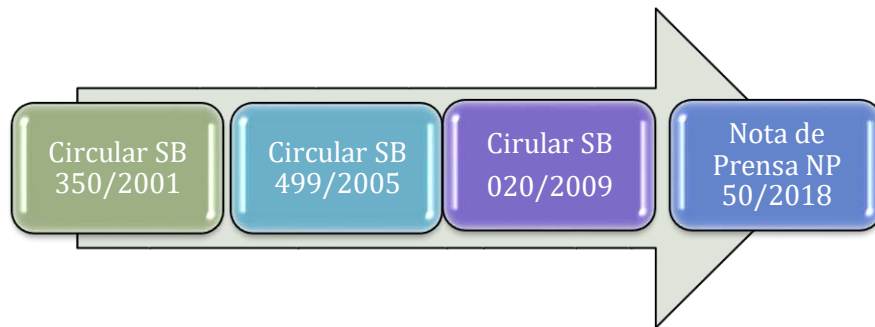 Circular SB
350/2001
Circular SB
499/2005
Cirular SB
020/2009
Nota de
Prensa NP
50/2018